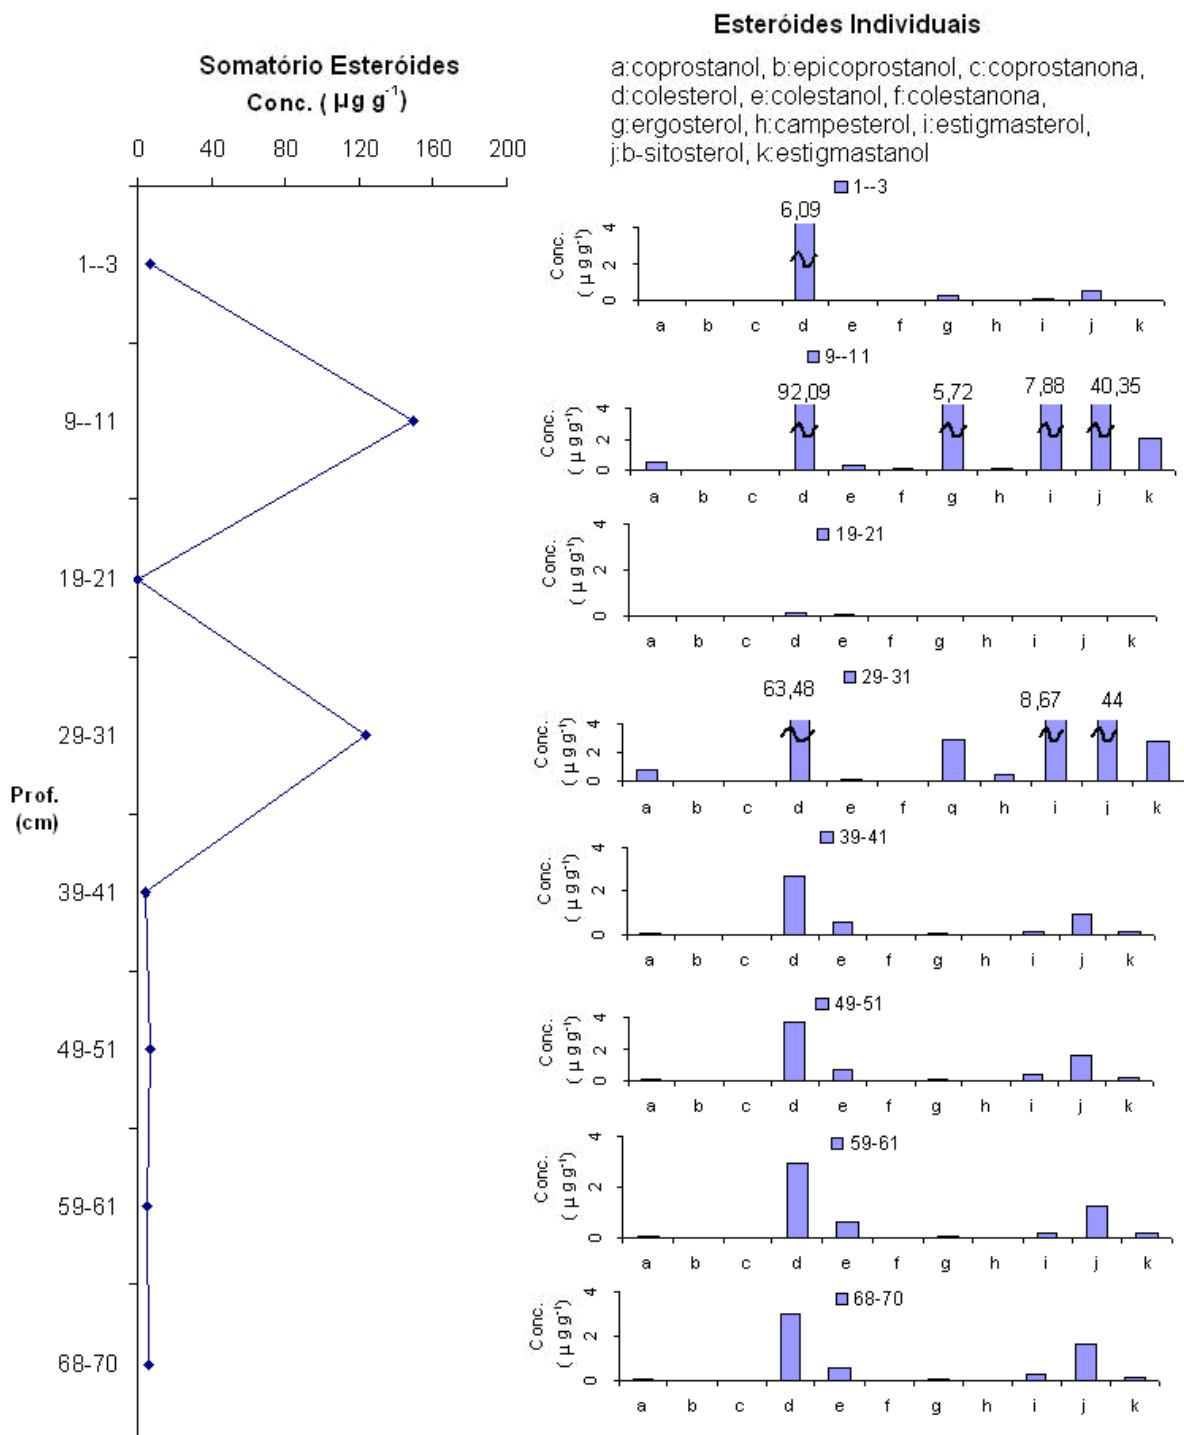 Esteróides Individuais
a:coprostanol, b:epicoprostanol, c:coprostanona,
d:colesterol, e:colestanol, f:colestanona,
g:ergosterol, h:campesterol, i:estigmasterol,
j:b-sitosterol, k:estigmastanol
Somatório Esteróides
Conc. ( µg g⁻¹)
0 40 80 120 160 200
1--3
9--11
19-21
29-31
Prof.
(cm)
39-41
49-51
59-61
68-70
1--3
6,09
Conc.
( µg g⁻¹)
4
2
0
a b c d e f g h i j k
9--11
92,09 5,72 7,88 40,35
Conc.
( µg g⁻¹)
4
2
0
a b c d e f g h i j k
19-21
Conc.
( µg g⁻¹)
4
2
0
a b c d e f g h i j k
29-31
63,48 8,67 44
Conc.
( µg g⁻¹)
4
2
0
a b c d e f q h i j k
39-41
Conc.
( µg g⁻¹)
4
2
0
a b c d e f g h i j k
49-51
Conc.
( µg g⁻¹)
4
2
0
a b c d e f g h i j k
59-61
Conc.
( µg g⁻¹)
4
2
0
a b c d e f g h i j k
68-70
Conc.
( µg g⁻¹)
4
2
0
a b c d e f g h i j k